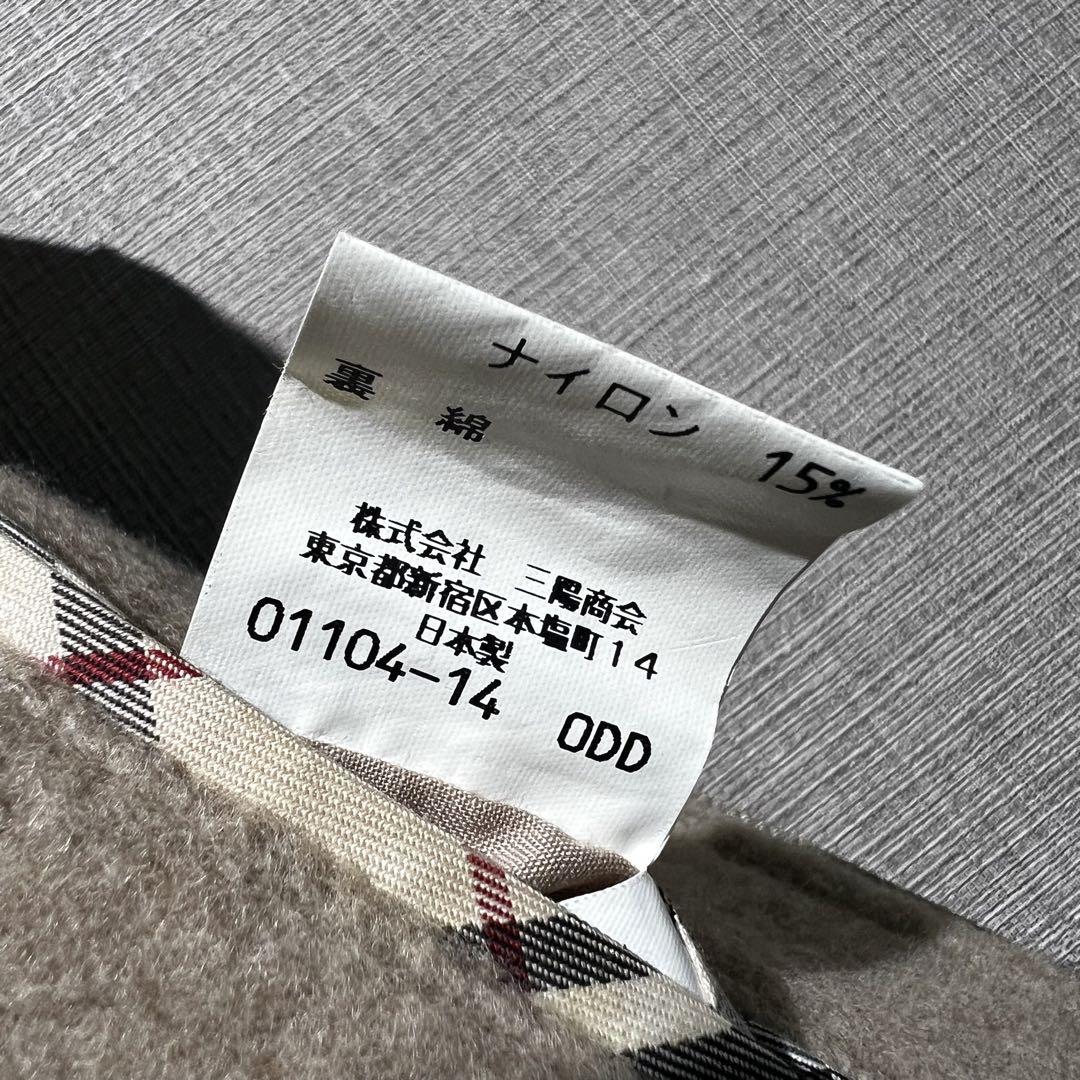 ナイロン 15%
裏 綿
株式会社 三陽商会
東京都新宿区本塩町14
日本製
01104-14 ODD